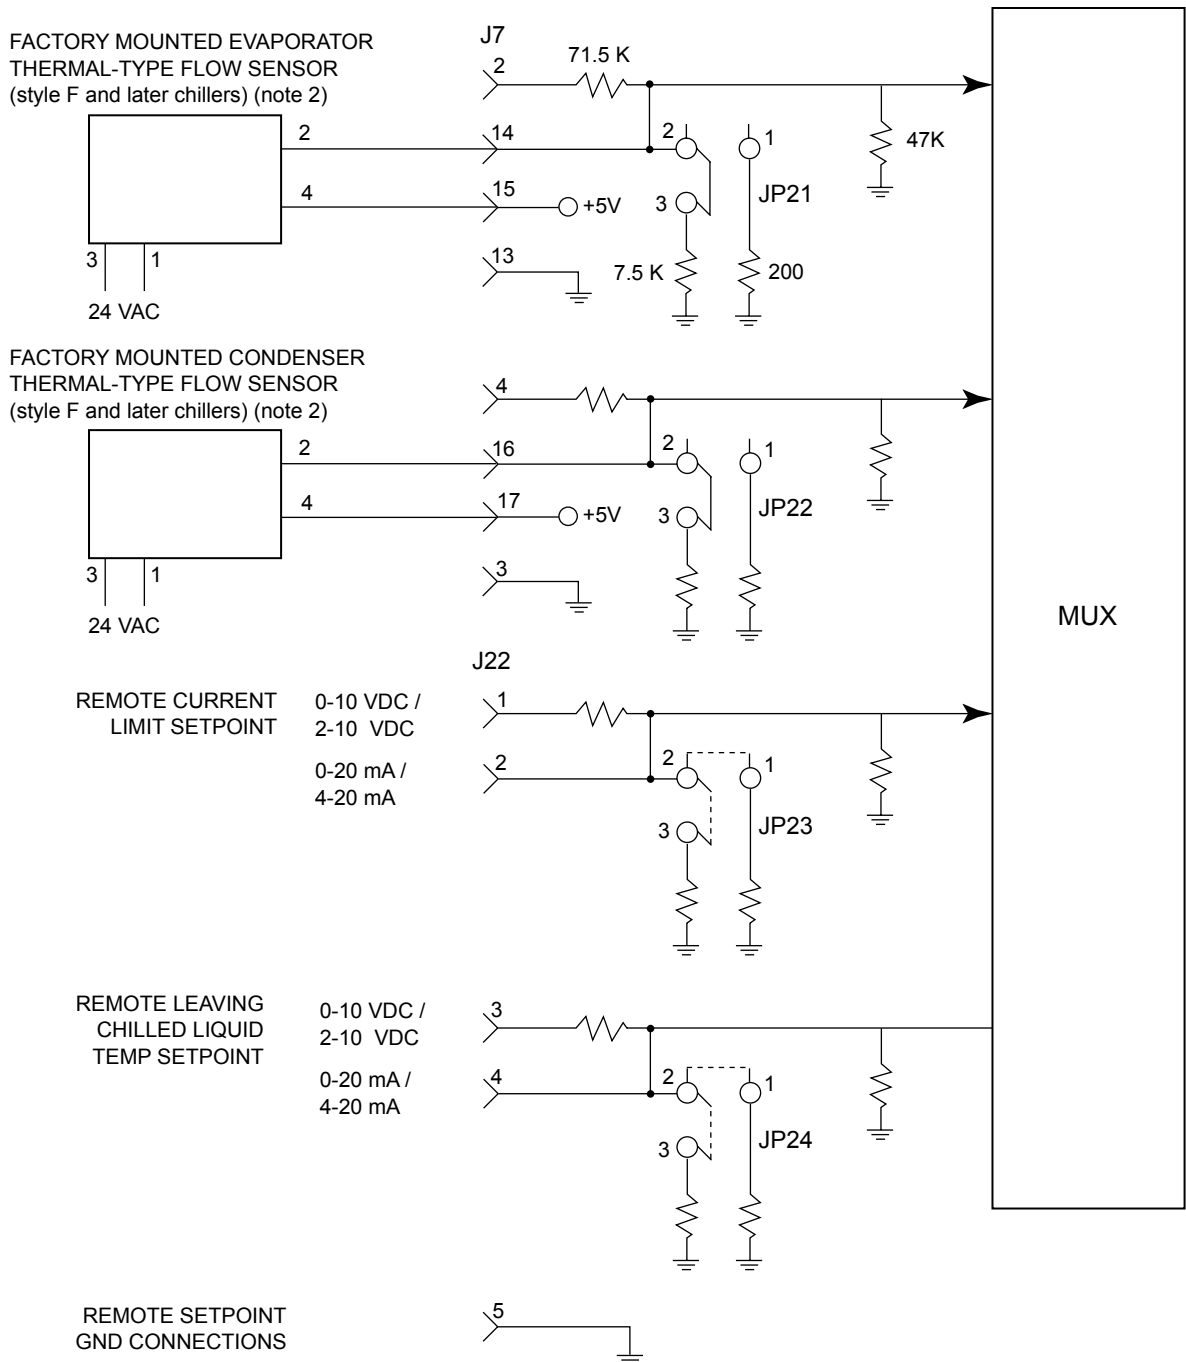 FACTORY MOUNTED EVAPORATOR
THERMAL-TYPE FLOW SENSOR
(style F and later chillers) (note 2)
J7
2
71.5 K
2
14
2
1
47K
4
15
+5V
3
JP21
3
1
13
7.5 K
200
24 VAC
FACTORY MOUNTED CONDENSER
THERMAL-TYPE FLOW SENSOR
(style F and later chillers) (note 2)
4
2
16
2
1
4
17
+5V
3
JP22
3
1
3
24 VAC
MUX
J22
REMOTE CURRENT
LIMIT SETPOINT
0-10 VDC /
2-10 VDC
1
0-20 mA /
4-20 mA
2
2
1
3
JP23
REMOTE LEAVING
CHILLED LIQUID
TEMP SETPOINT
0-10 VDC /
2-10 VDC
3
0-20 mA /
4-20 mA
4
2
1
3
JP24
REMOTE SETPOINT
GND CONNECTIONS
5